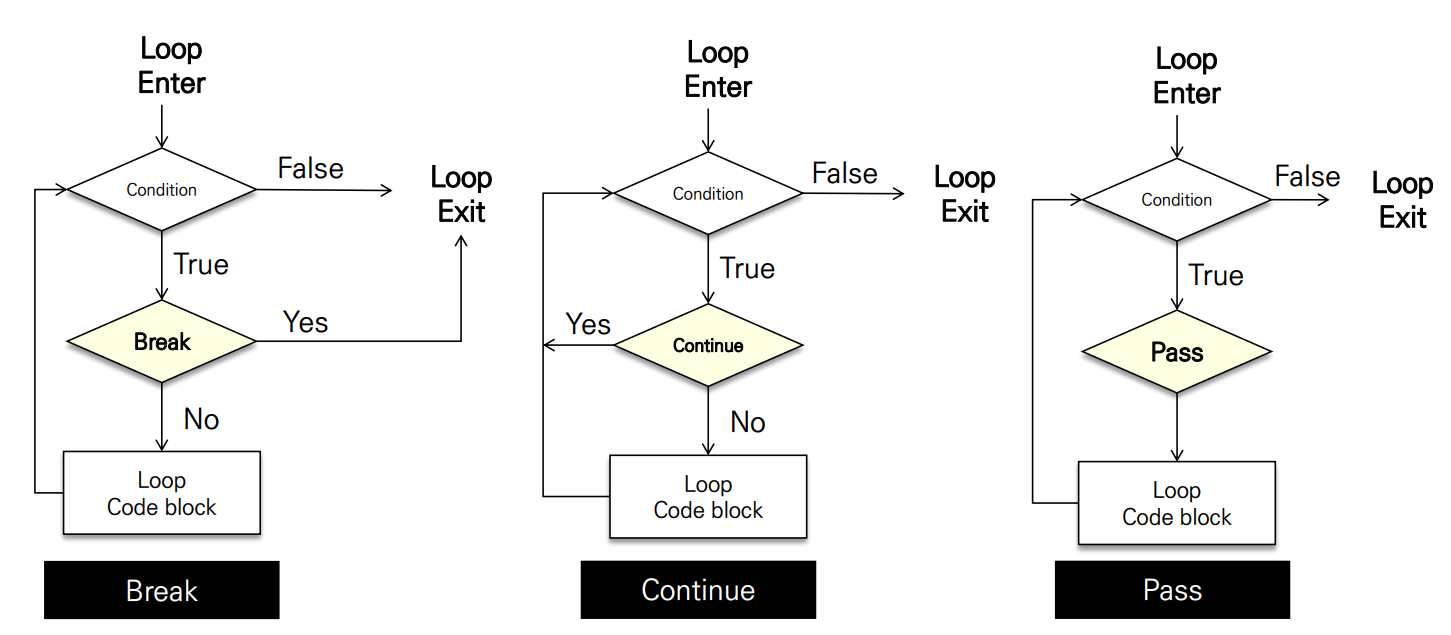 Loop
Enter
Condition
False
Loop
Exit
True
Break
Yes
No
Loop
Code block
Break
Loop
Enter
Condition
False
Loop
Exit
True
Continue
Yes
No
Loop
Code block
Continue
Loop
Enter
Condition
False
Loop
Exit
True
Pass
Loop
Code block
Pass